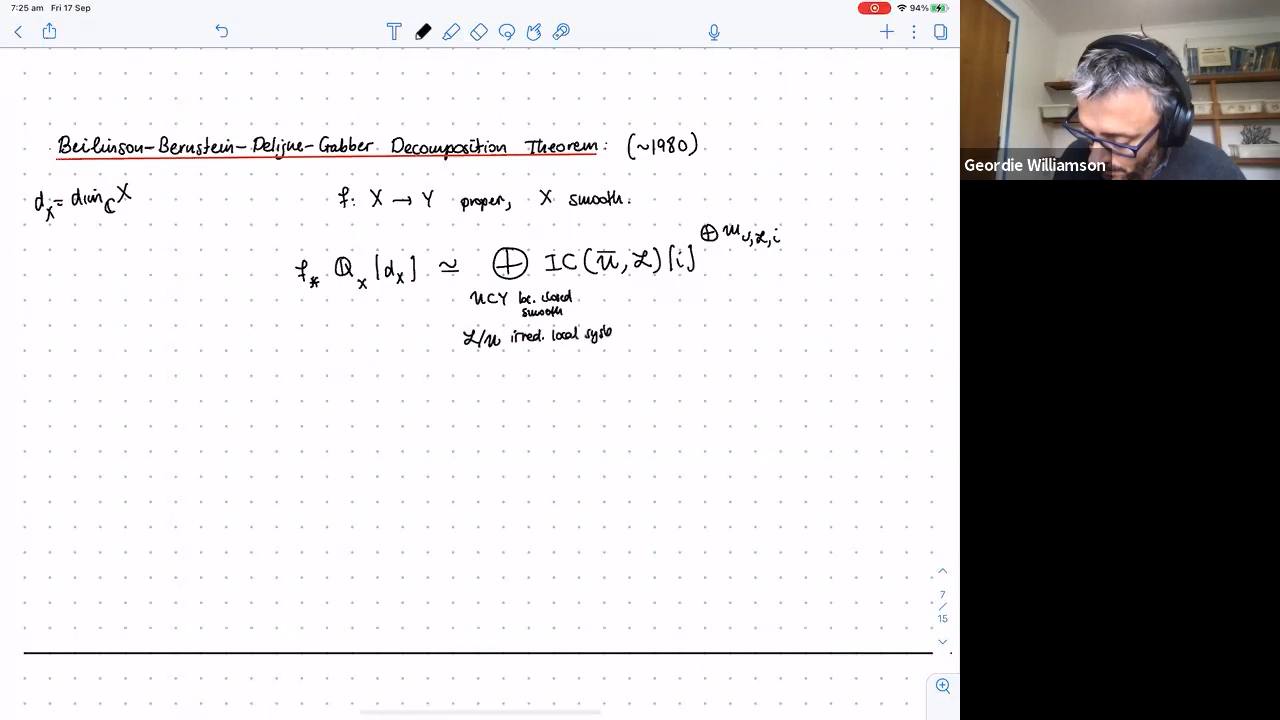 7:25 am Fri 17 Sep
94%
Beilinson-Bernstein-Deligne-Gabber Decomposition Theorem: (~1980)
d_X = dim_ℂ X
f: X → Y proper, X smooth.
f_* ℚ_X [d_X] ≃ ⊕ IC(Ū, ℒ)[i]^{⊕ m_{U,ℒ,i}}
U⊂Y loc. closed
smooth
ℒ/U irred. local syst
7
/
15
Geordie Williamson